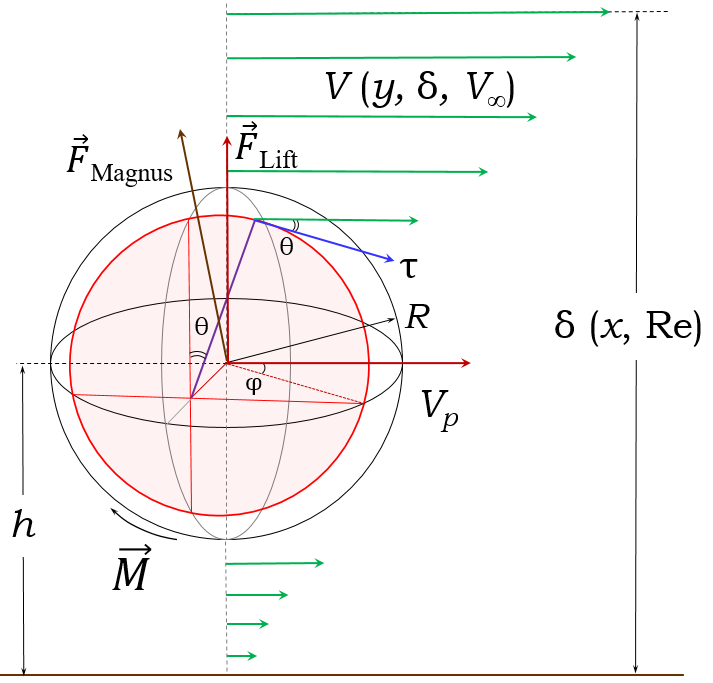 V (y, δ, V∞)
F⃗ Magnus
F⃗ Lift
θ
τ
R
δ (x, Re)
θ
φ
Vp
h
M⃗